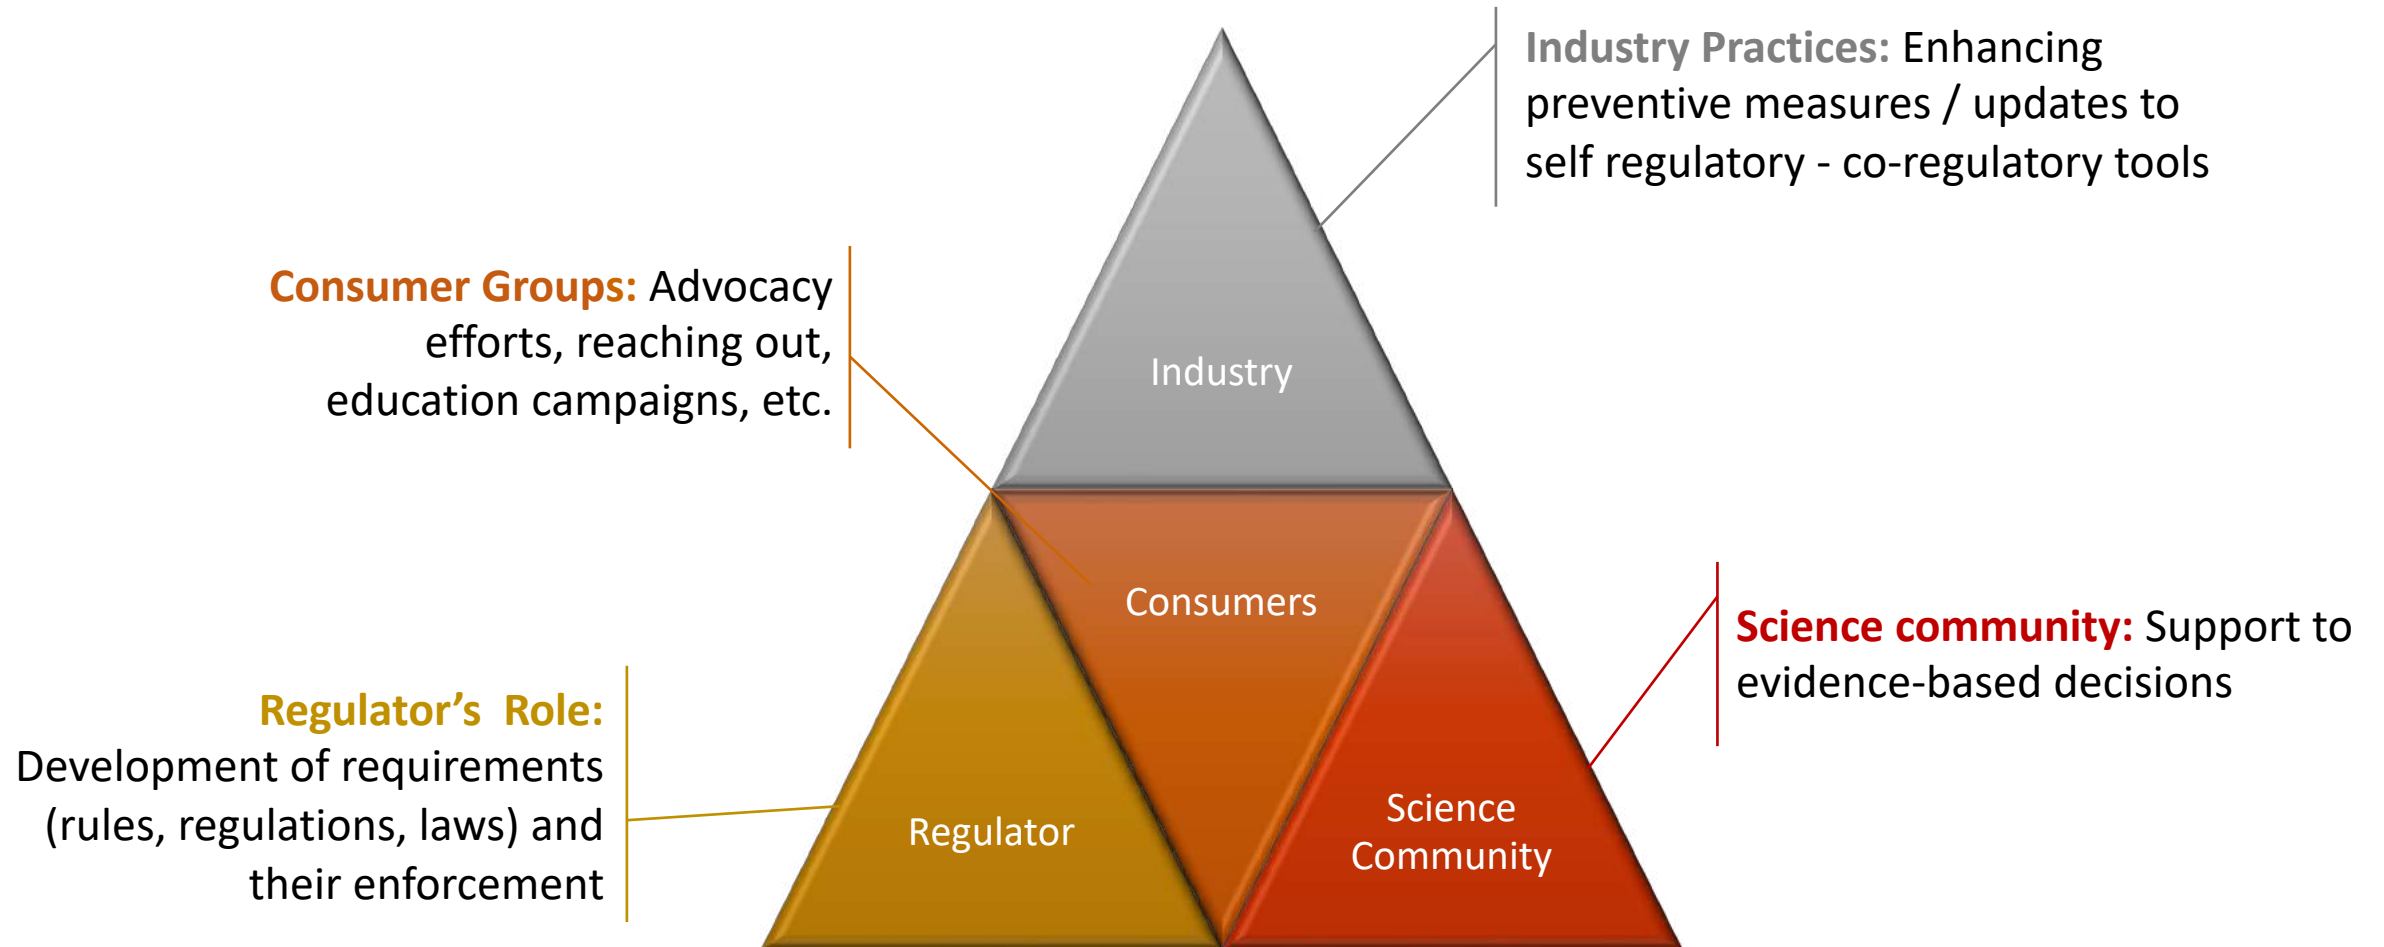 Industry Practices: Enhancing
preventive measures / updates to
self regulatory - co-regulatory tools
Consumer Groups: Advocacy
efforts, reaching out,
education campaigns, etc.
Industry
Consumers
Science community: Support to
evidence-based decisions
Regulator’s  Role:
Development of requirements
(rules, regulations, laws) and
their enforcement
Regulator
Science
Community